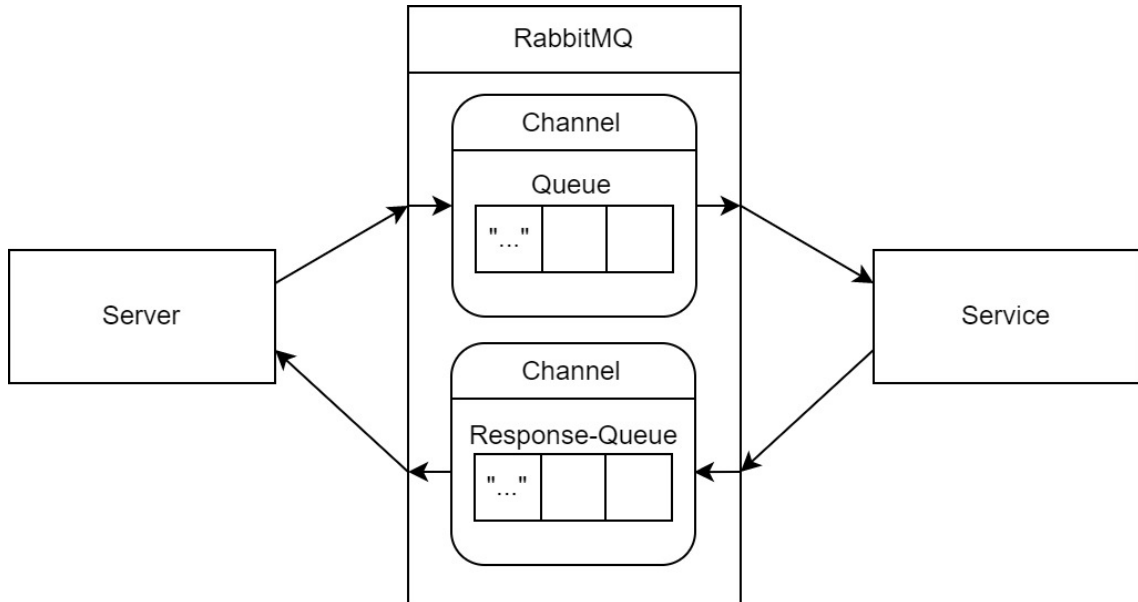 RabbitMQ
Channel
Queue
"..."
Server
Service
Channel
Response-Queue
"..."